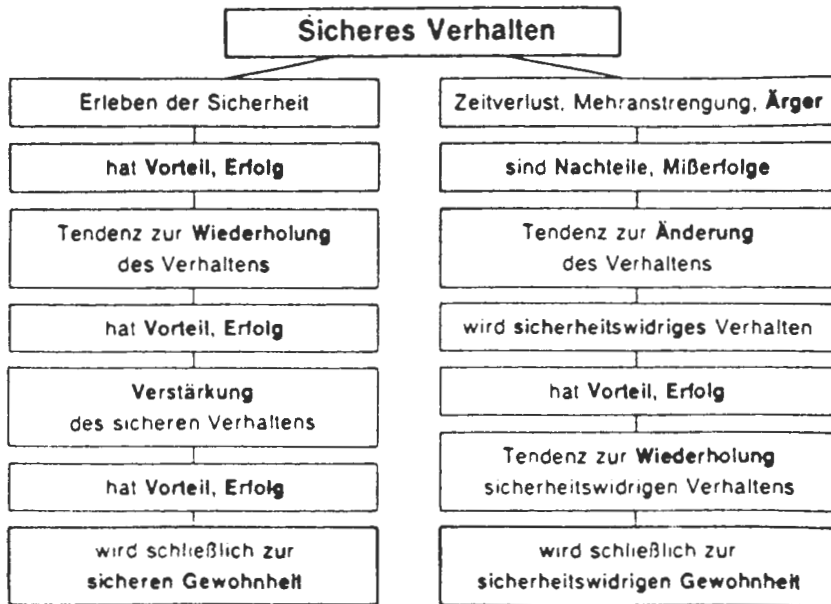 Sicheres Verhalten
Erleben der Sicherheit
hat Vorteil, Erfolg
Tendenz zur Wiederholung
des Verhaltens
hat Vorteil, Erfolg
Verstärkung
des sicheren Verhaltens
hat Vorteil, Erfolg
wird schließlich zur
sicheren Gewohnheit
Zeitverlust, Mehranstrengung, Ärger
sind Nachteile, Mißerfolge
Tendenz zur Änderung
des Verhaltens
wird sicherheitswidriges Verhalten
hat Vorteil, Erfolg
Tendenz zur Wiederholung
sicherheitswidrigen Verhaltens
wird schließlich zur
sicherheitswidrigen Gewohnheit